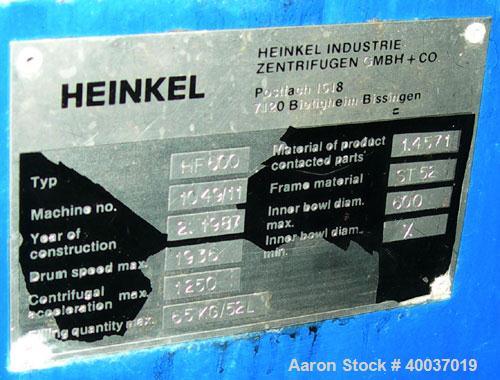 HEINKEL
HEINKEL INDUSTRIE
ZENTRIFUGEN GMBH + CO.
Postfach 1618
7120 Bietigheim Bissingen
Typ HF 600
Machine no. 1049/11
Year of construction 2.1987
Drum speed max. 1936
Centrifugal acceleration max. 1250
Filling quantity max. 65 KG/52L
Material of product contacted parts 1.4571
Frame material ST 52
Inner bowl diam. max. 600
Inner bowl diam. min. X
Aaron Stock # 40037019